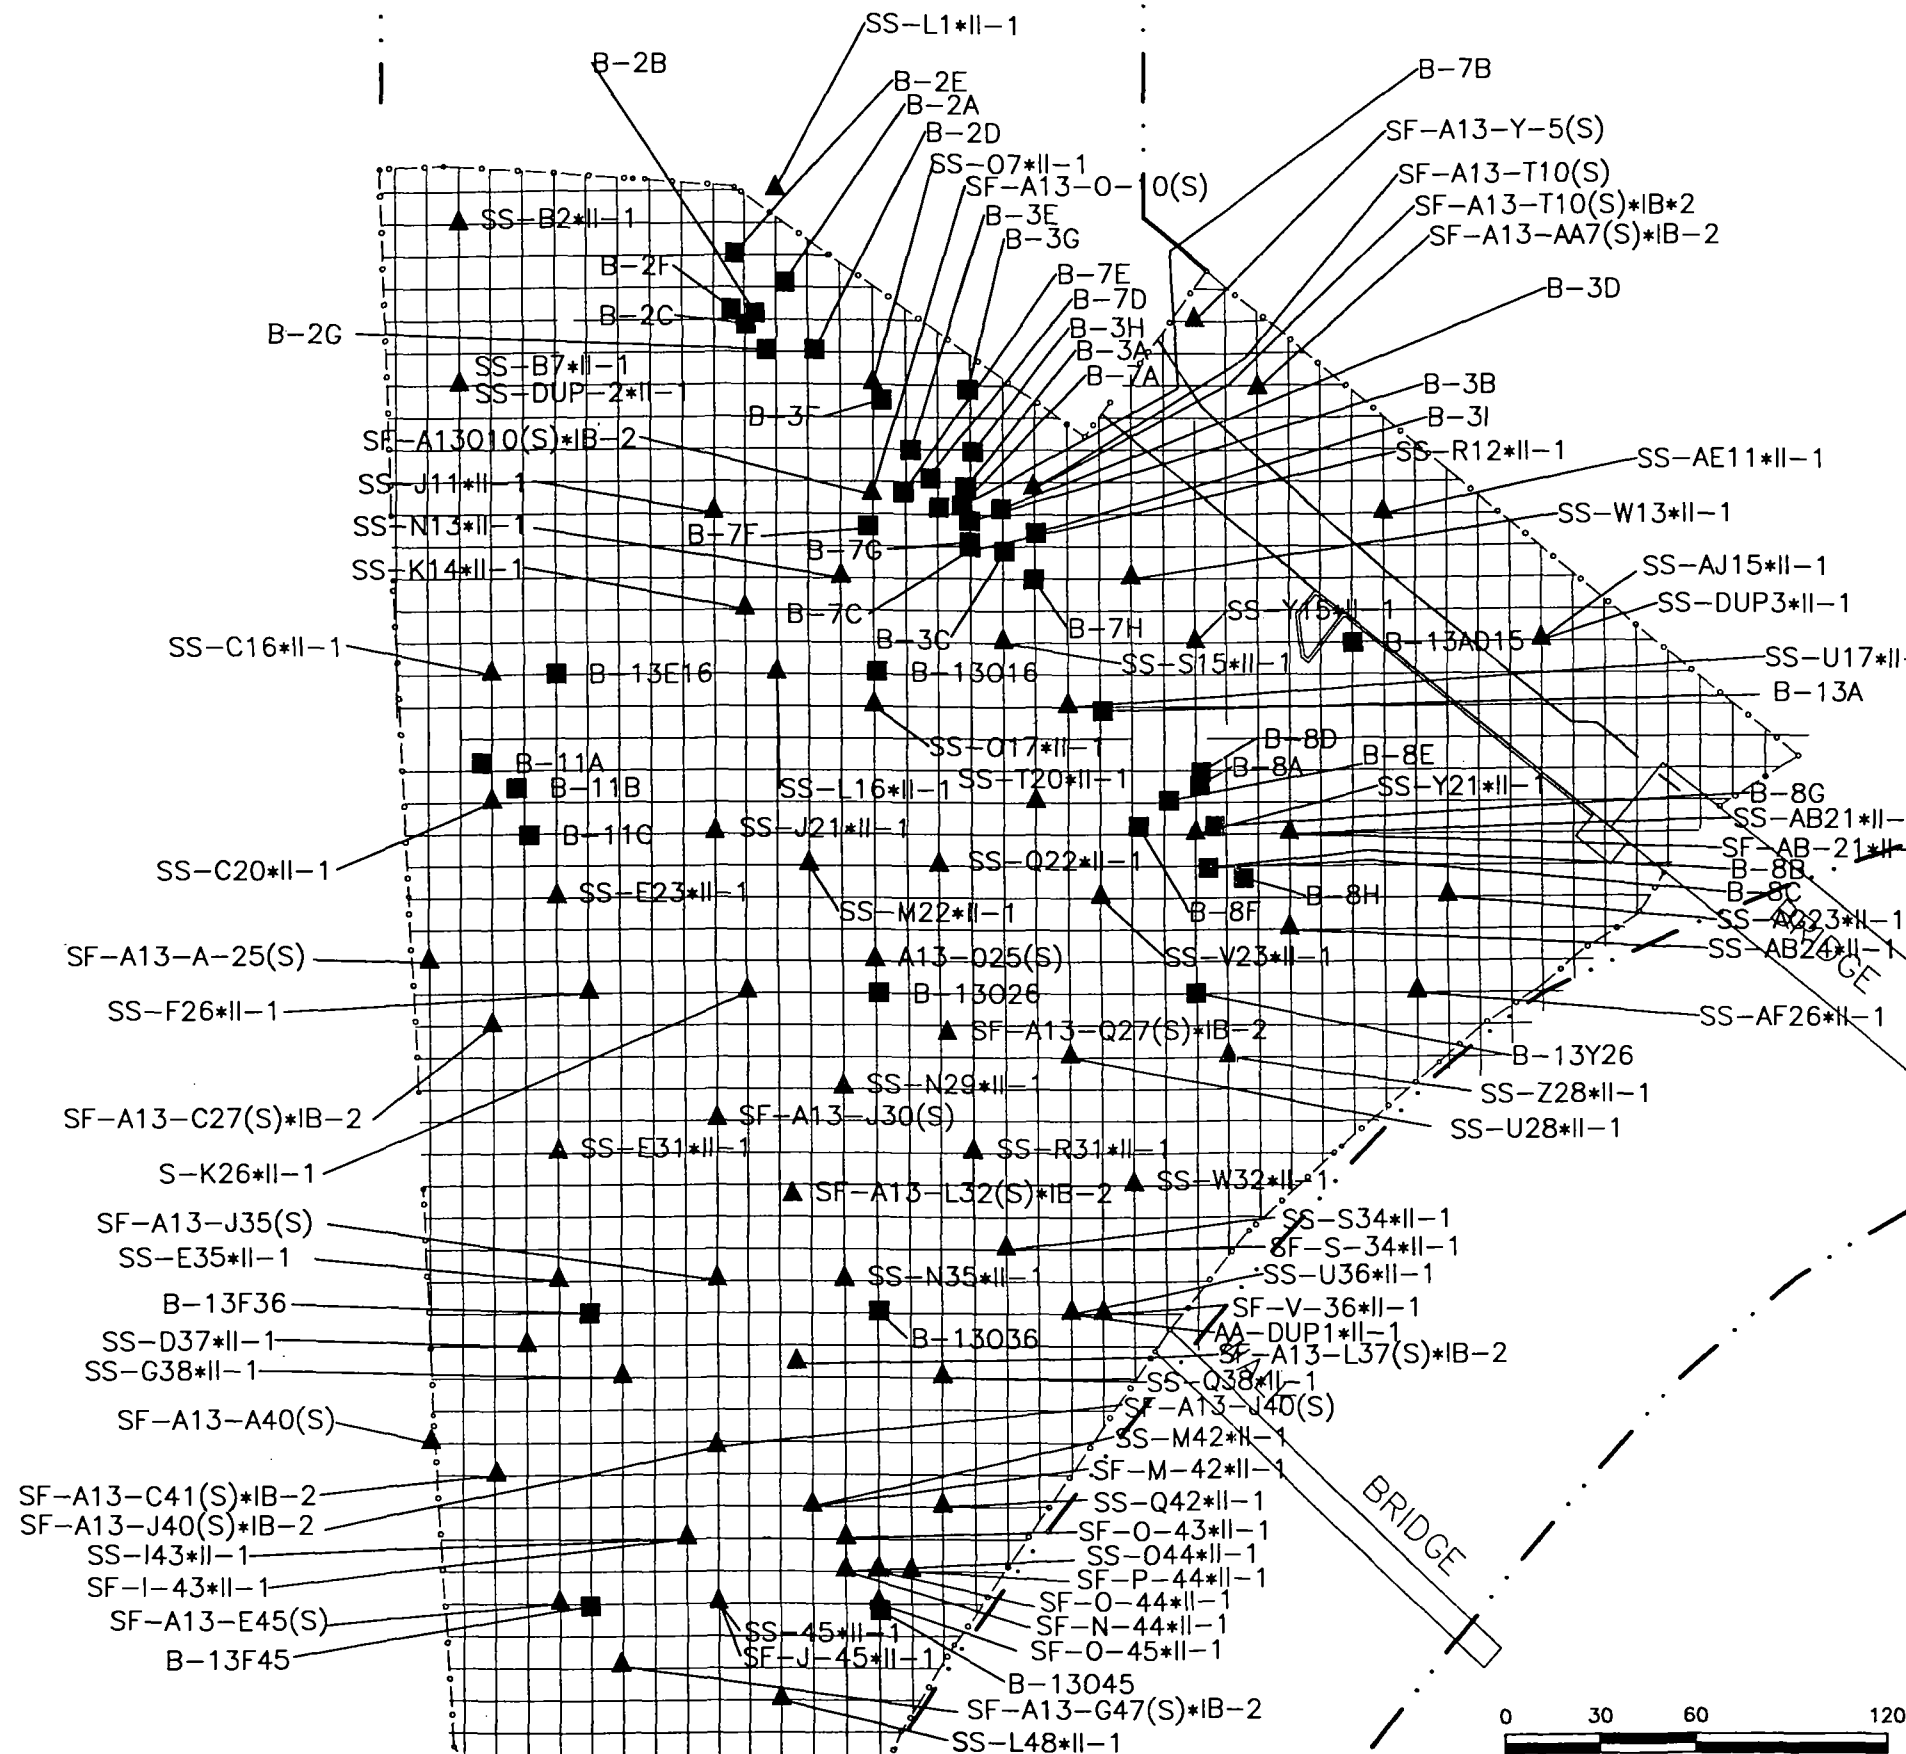 SS-L1*II-1
B-2B
B-2E
B-7B
B-2A
B-2D
SF-A13-Y-5(S)
SS-O7*II-1
SF-A13-T10(S)
SF-A13-O-10(S)
SF-A13-T10(S)*IB*2
B-3E
SS-B2*II-1
SF-A13-AA7(S)*IB-2
B-3G
B-2F
B-7E
B-3D
B-7D
B-2C
B-3H
B-2G
B-3A
SS-B7*II-1
B-7A
B-3B
SS-DUP-2*II-1
B-3F
B-3I
SF-A13O10(S)*IB-2
SS-R12*II-1
SS-AE11*II-1
SS-J11*II-1
SS-W13*II-1
SS-N13*II-1
B-7F
B-7G
SS-K14*II-1
SS-AJ15*II-1
SS-DUP3*II-1
B-7C
SS-Y15*II-1
B-7H
B-3C
B-13AD15
SS-C16*II-1
SS-U17*II-
SS-S15*II-1
B-13E16
B-13O16
B-13A
B-8D
SS-O17*II-1
B-8E
B-11A
B-8A
SS-T20*II-1
SS-Y21*II-1
B-11B
SS-L16*II-1
B-8G
SS-AB21*II-
SS-J21*II-1
B-11C
SF-AB-21*II-
SS-C20*II-1
SS-Q22*II-1
B-8B
SS-E23*II-1
B-8H
B-8C
SS-M22*II-1
B-8F
SS-AG23*II-1
SS-AB24*II-1
BRIDGE
SF-A13-A-25(S)
A13-O25(S)
SS-V23*II-1
B-13O26
SS-F26*II-1
SS-AF26*II-1
SF-A13-Q27(S)*IB-2
B-13Y26
SS-N29*II-1
SS-Z28*II-1
SF-A13-C27(S)*IB-2
SF-A13-J30(S)
SS-U28*II-1
SS-E31*II-1
SS-R31*II-1
S-K26*II-1
SF-A13-L32(S)*IB-2
SS-W32*II-1
SF-A13-J35(S)
SS-S34*II-1
SF-S-34*II-1
SS-E35*II-1
SS-N35*II-1
SS-U36*II-1
B-13F36
SF-V-36*II-1
SS-D37*II-1
B-13O36
AA-DUP1*II-1
SF-A13-L37(S)*IB-2
SS-G38*II-1
SS-Q38*II-1
SF-A13-J40(S)
SF-A13-A40(S)
SS-M42*II-1
SF-M-42*II-1
SF-A13-C41(S)*IB-2
SS-Q42*II-1
SF-A13-J40(S)*IB-2
BRIDGE
SF-O-43*II-1
SS-I43*II-1
SS-O44*II-1
SF-I-43*II-1
SF-P-44*II-1
SF-O-44*II-1
SF-A13-E45(S)
SF-N-44*II-1
SS-45*II-1
SF-O-45*II-1
B-13F45
SF-J-45*II-1
B-13O45
SF-A13-G47(S)*IB-2
SS-L48*II-1
0 30 60 120